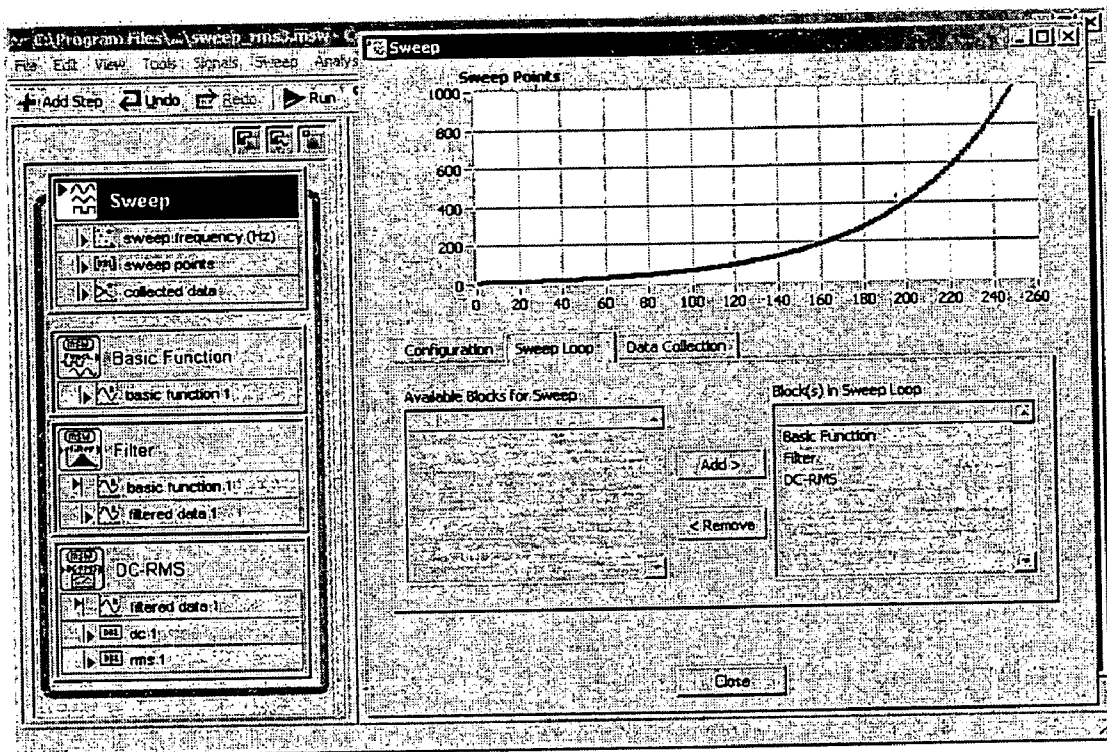 C:\Program Files\...\sweep_rms3.msw - C
File Edit View Tools Signals Sweep Analys
Add Step Undo Redo Run
Sweep
sweep frequency (Hz)
sweep points
collected data
Basic Function
basic function 1
Filter
basic function 1
filtered data 1
DC-RMS
filtered data 1
dc 1
rms 1
Sweep
Sweep Points
1000
800
600
400
200
0
0 20 40 60 80 100 120 140 160 180 200 220 240 260
Configuration Sweep Loop Data Collection
Available Blocks for Sweep
Block(s) in Sweep Loop
Basic Function
Filter
DC-RMS
Add >
< Remove
Close